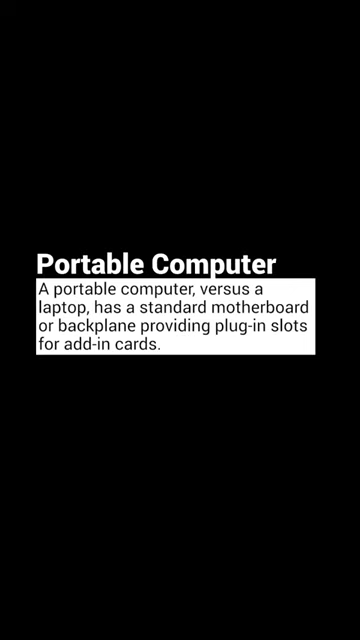 Portable Computer
A portable computer, versus a
laptop, has a standard motherboard
or backplane providing plug-in slots
for add-in cards.